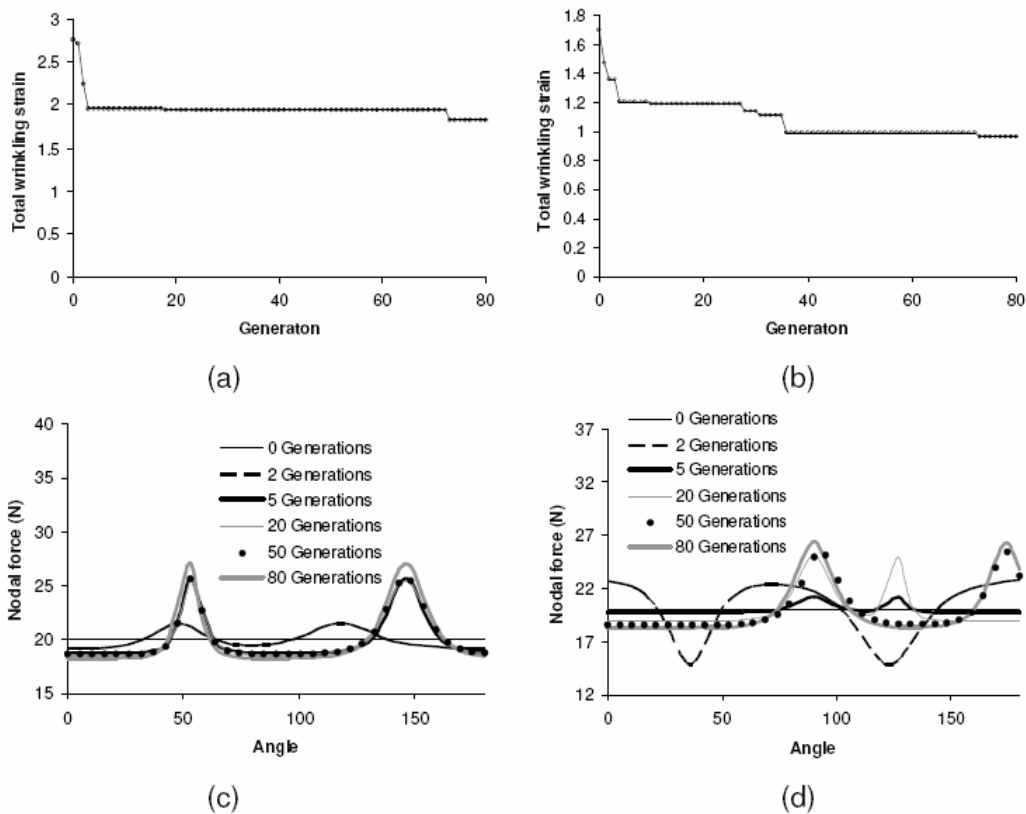 3
2.5
2
1.5
1
0.5
0
0 20 40 60 80
Total wrinkling strain
Generaton
(a)
1.8
1.6
1.4
1.2
1
0.8
0.6
0.4
0.2
0
0 20 40 60 80
Total wrinkling strain
Generaton
(b)
40
35
30
25
20
15
0 50 100 150
Nodal force (N)
Angle
0 Generations
2 Generations
5 Generations
20 Generations
50 Generations
80 Generations
(c)
37
32
27
22
17
12
0 50 100 150
Nodal force (N)
Angle
0 Generations
2 Generations
5 Generations
20 Generations
50 Generations
80 Generations
(d)